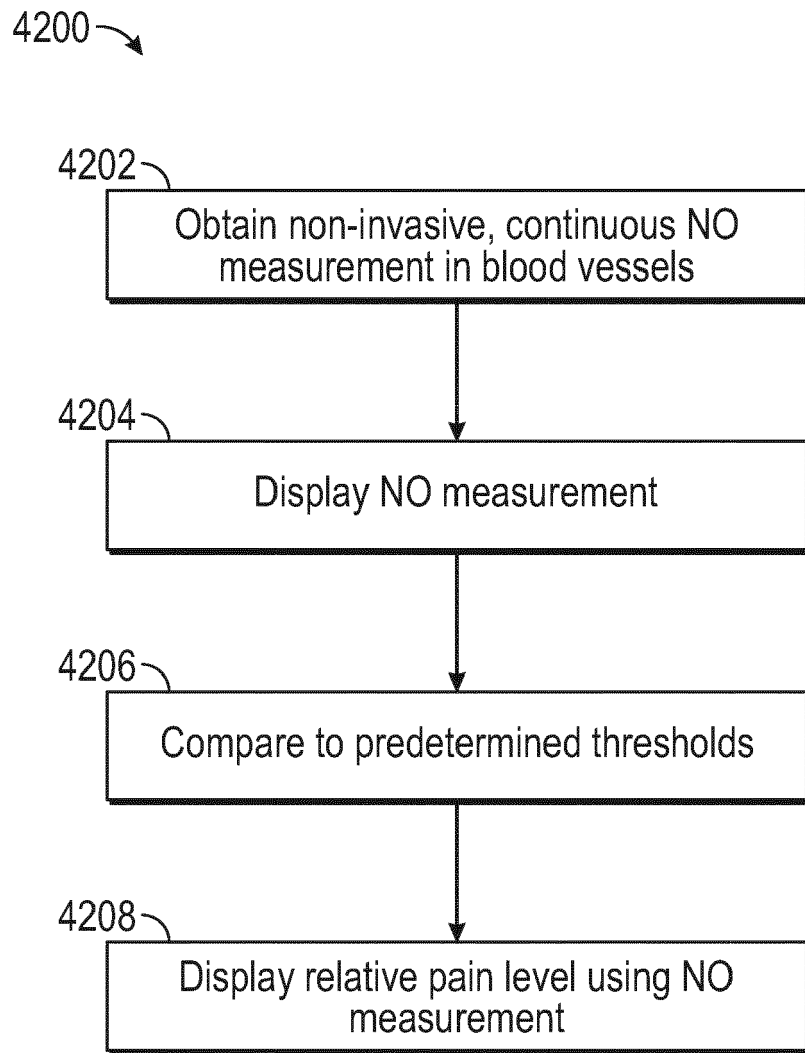 4200
4202
Obtain non-invasive, continuous NO
measurement in blood vessels
4204
Display NO measurement
4206
Compare to predetermined thresholds
4208
Display relative pain level using NO
measurement